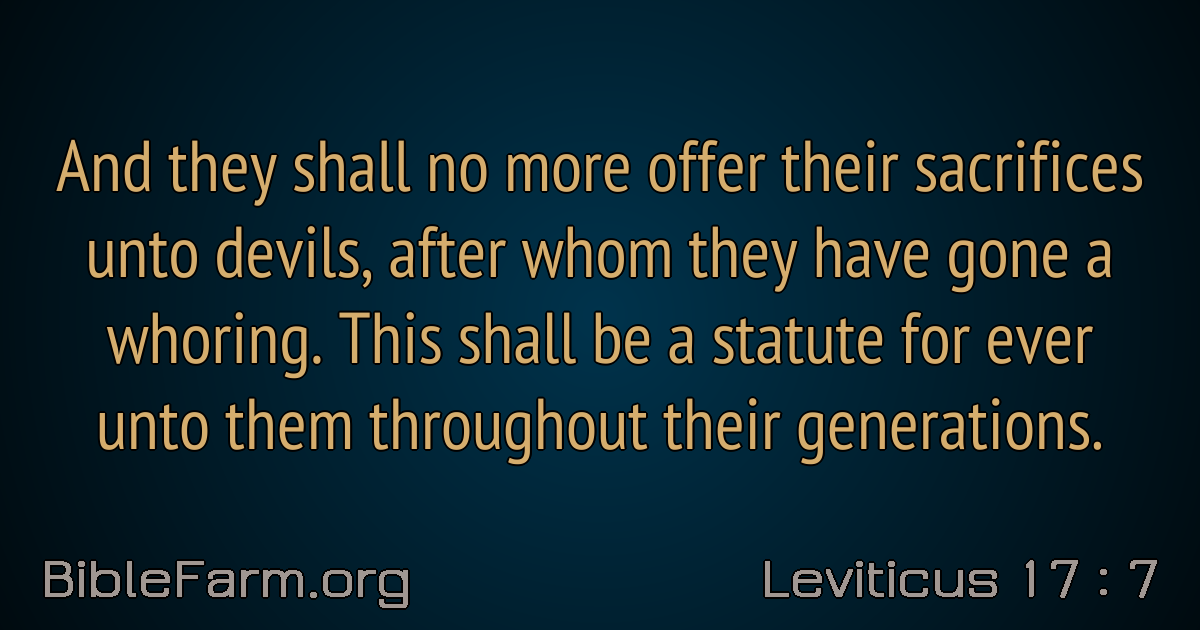 And they shall no more offer their sacrifices
unto devils, after whom they have gone a
whoring. This shall be a statute for ever
unto them throughout their generations.
BibleFarm.org
Leviticus 17 : 7